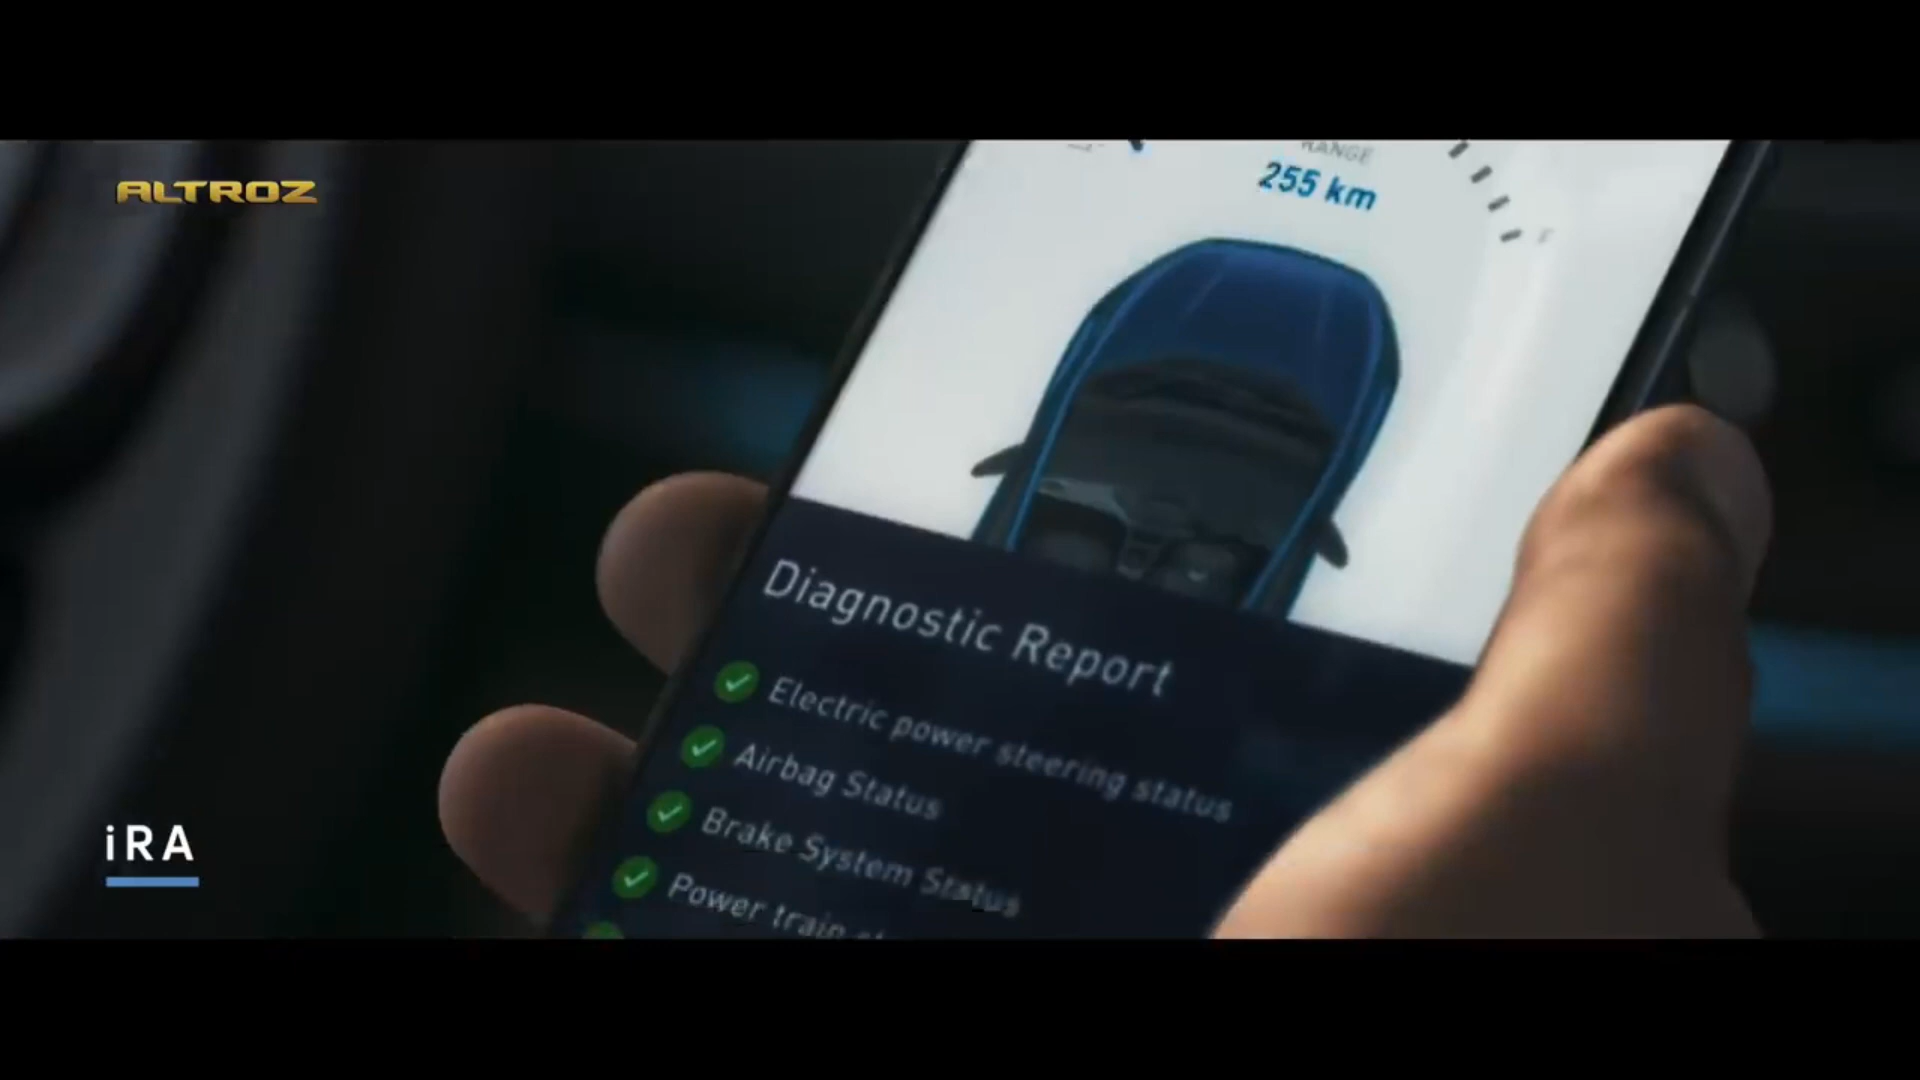 ALTROZ
RANGE
255 km
Diagnostic Report
Electric power steering status
Airbag Status
Brake System Status
Power train
iRA